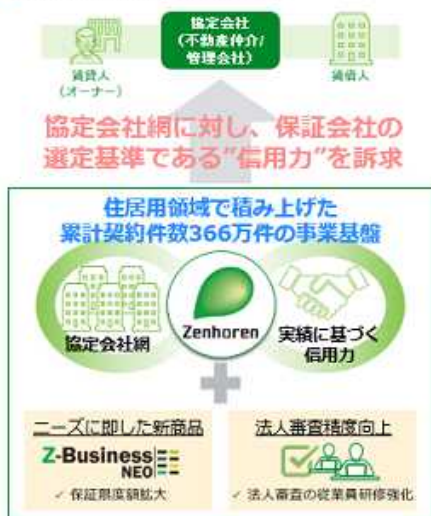 協定会社
(不動産仲介/
管理会社)
賃貸人
(オーナー)
賃借人
協定会社網に対し、保証会社の
選定基準である"信用力"を訴求
住居用領域で積み上げた
累計契約件数366万件の事業基盤
協定会社網
Zenhoren
実績に基づく
信用力
ニーズに即した新商品
Z-Business
NEO
✓ 保証限度額拡大
法人審査精度向上
✓ 法人審査の従業員研修強化